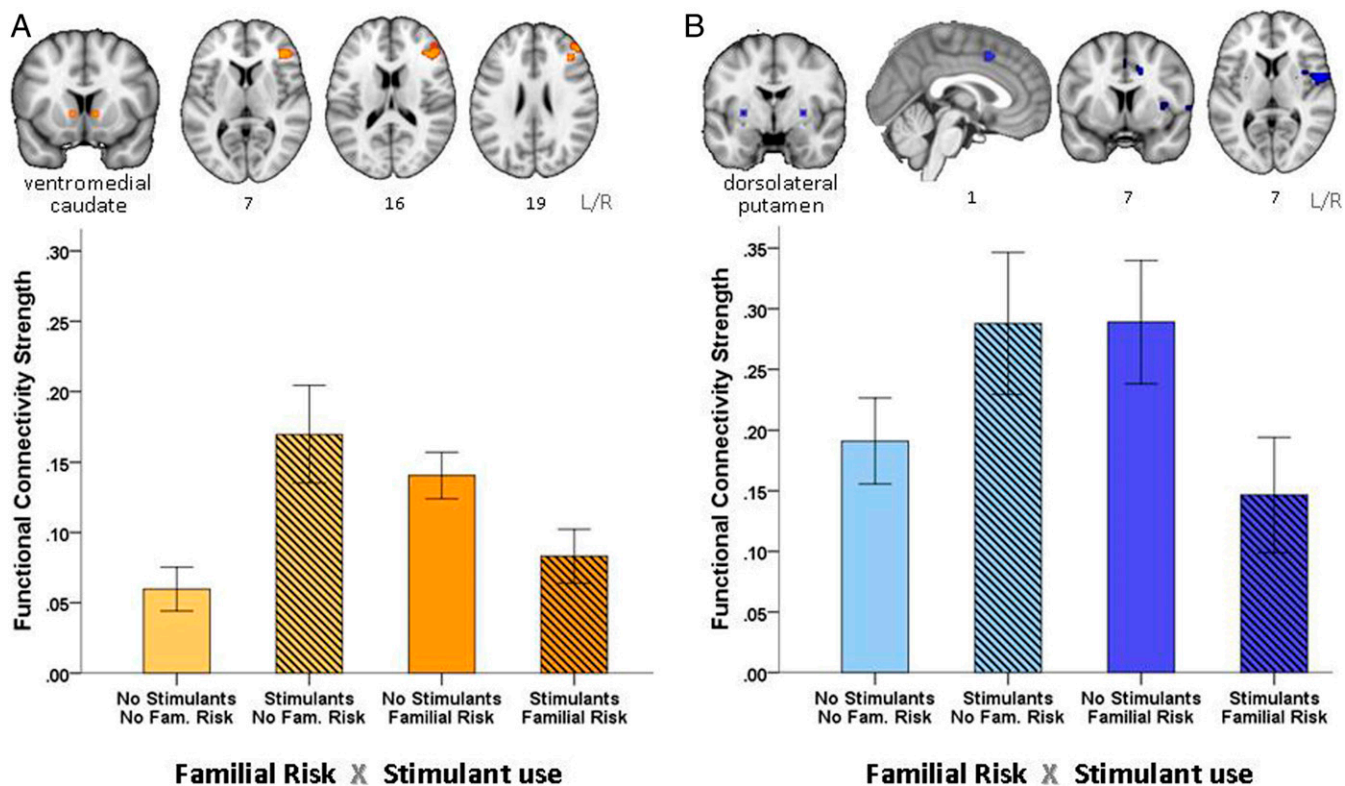 A
ventromedial
caudate
7
16
19
L/R
Functional Connectivity Strength
.30
.25
.20
.15
.10
.05
.00
No Stimulants
No Fam. Risk
Stimulants
No Fam. Risk
No Stimulants
Familial Risk
Stimulants
Familial Risk
Familial Risk X Stimulant use
B
dorsolateral
putamen
1
7
7
L/R
Functional Connectivity Strength
.35
.30
.25
.20
.15
.10
.05
.00
No Stimulants
No Fam. Risk
Stimulants
No Fam. Risk
No Stimulants
Familial Risk
Stimulants
Familial Risk
Familial Risk X Stimulant use